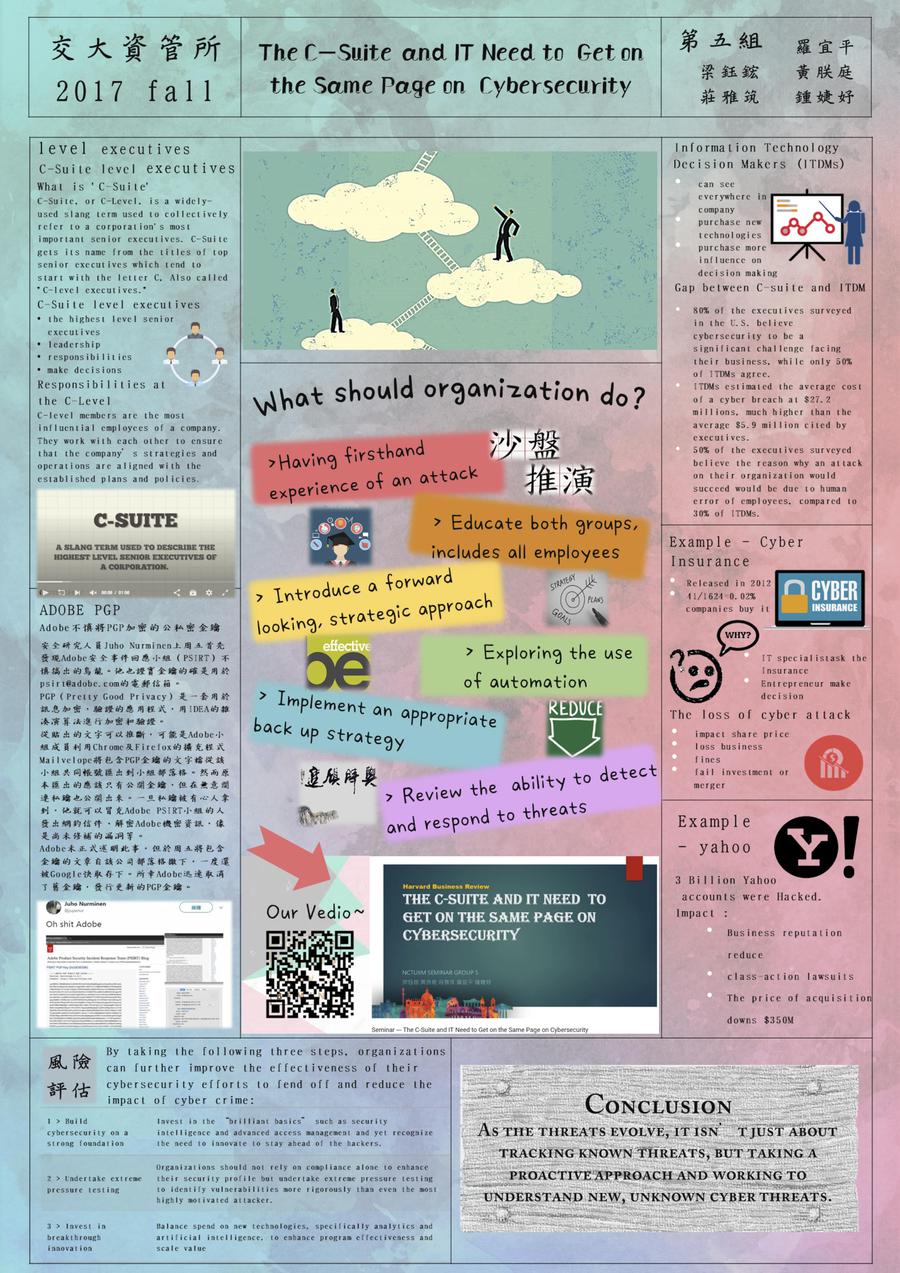 交大資管所
2017 fall
The C—Suite and IT Need to Get on
the Same Page on Cybersecurity
第五組
羅宜平
梁鈺鋐
黃朕庭
莊雅筑
鍾婕妤
level executives
C-Suite level executives
What is 'C-Suite'
C-Suite, or C-Level, is a widely-
used slang term used to collectively
refer to a corporation's most
important senior executives. C-Suite
gets its name from the titles of top
senior executives which tend to
start with the letter C. Also called
"C-level executives."
C-Suite level executives
• the highest level senior
executives
• leadership
• responsibilities
• make decisions
Responsibilities at
the C-Level
C-level members are the most
influential employees of a company.
They work with each other to ensure
that the company's strategies and
operations are aligned with the
established plans and policies.
C-SUITE
A SLANG TERM USED TO DESCRIBE THE
HIGHEST LEVEL SENIOR EXECUTIVES OF
A CORPORATION.
00:00 / 01:00
ADOBE PGP
Adobe不慎將PGP加密的公私密金鑰
安全研究人員Juho Nurminen上周五首先
發現Adobe安全事件回應小組（PSIRT）不
慎搞出的烏龍。他也證實金鑰的確是用於
psirt@adobe.com的電郵信箱。
PGP（Pretty Good Privacy）是一套用於
訊息加密、驗證的應用程式，用IDEA的雜
湊演算法進行加密和驗證。
從貼出的文字可以推斷，可能是Adobe小
組成員利用Chrome及Firefox的擴充程式
Mailvelope將包含PGP金鑰的文字檔從該
小組共同帳號匯出到小組部落格。然而原
本匯出的應該只有公開金鑰，但在無意間
連私鑰也公開出來。一旦私鑰被有心人拿
到，他就可以冒充Adobe PSIRT小組的人
發出網釣信件、解密Adobe機密資訊，像
是尚未修補的漏洞等。
Adobe未正式透明此事，但於周五將包含
金鑰的文章自該公司部落格撤下，一度還
被Google快取存下。所幸Adobe迅速取消
了舊金鑰，發行更新的PGP金鑰。
Juho Nurminen
@jupenur
Oh shit Adobe
Adobe Product Security Incident Response Team (PSIRT) Blog
What should organization do?
>Having firsthand
experience of an attack
沙盤
推演
> Educate both groups,
includes all employees
> Introduce a forward
looking, strategic approach
STRATEGY
PLANS
GOALS
effective
be
> Exploring the use
of automation
> Implement an appropriate
back up strategy
REDUCE
> Review the ability to detect
and respond to threats
Our Vedio~
Harvard Business Review
THE C-SUITE AND IT NEED TO
GET ON THE SAME PAGE ON
CYBERSECURITY
NCTUIIM SEMINAR GROUP 5
Seminar — The C-Suite and IT Need to Get on the Same Page on Cybersecurity
Information Technology
Decision Makers (ITDMs)
can see
everywhere in
company
purchase new
technologies
purchase more
influence on
decision making
Gap between C-suite and ITDM
80% of the executives surveyed
in the U.S. believe
cybersecurity to be a
significant challenge facing
their business, while only 50%
of ITDMs agree.
ITDMs estimated the average cost
of a cyber breach at $27.2
millions, much higher than the
average $5.9 million cited by
executives.
50% of the executives surveyed
believe the reason why an attack
on their organization would
succeed would be due to human
error of employees, compared to
30% of ITDMs.
Example - Cyber
Insurance
Released in 2012
41/1624=0.02%
companies buy it
CYBER
INSURANCE
WHY?
IT specialistask the
Insurance
Entrepreneur make
decision
The loss of cyber attack
impact share price
loss business
fines
fail investment or
merger
Example
- yahoo
Y!
3 Billion Yahoo
accounts were Hacked.
Impact :
Business reputation
reduce
class-action lawsuits
The price of acquisition
downs $350M
風險
評估
By taking the following three steps, organizations
can further improve the effectiveness of their
cybersecurity efforts to fend off and reduce the
impact of cyber crime:
1 > Build
cybersecurity on a
strong foundation
Invest in the "brilliant basics" such as security
intelligence and advanced access management and yet recognize
the need to innovate to stay ahead of the hackers.
2 > Undertake extreme
pressure testing
Organizations should not rely on compliance alone to enhance
their security profile but undertake extreme pressure testing
to identify vulnerabilities more rigorously than even the most
highly motivated attacker.
3 > Invest in
breakthrough
innovation
Balance spend on new technologies, specifically analytics and
artificial intelligence, to enhance program effectiveness and
scale value
CONCLUSION
AS THE THREATS EVOLVE, IT ISN' T JUST ABOUT
TRACKING KNOWN THREATS, BUT TAKING A
PROACTIVE APPROACH AND WORKING TO
UNDERSTAND NEW, UNKNOWN CYBER THREATS.